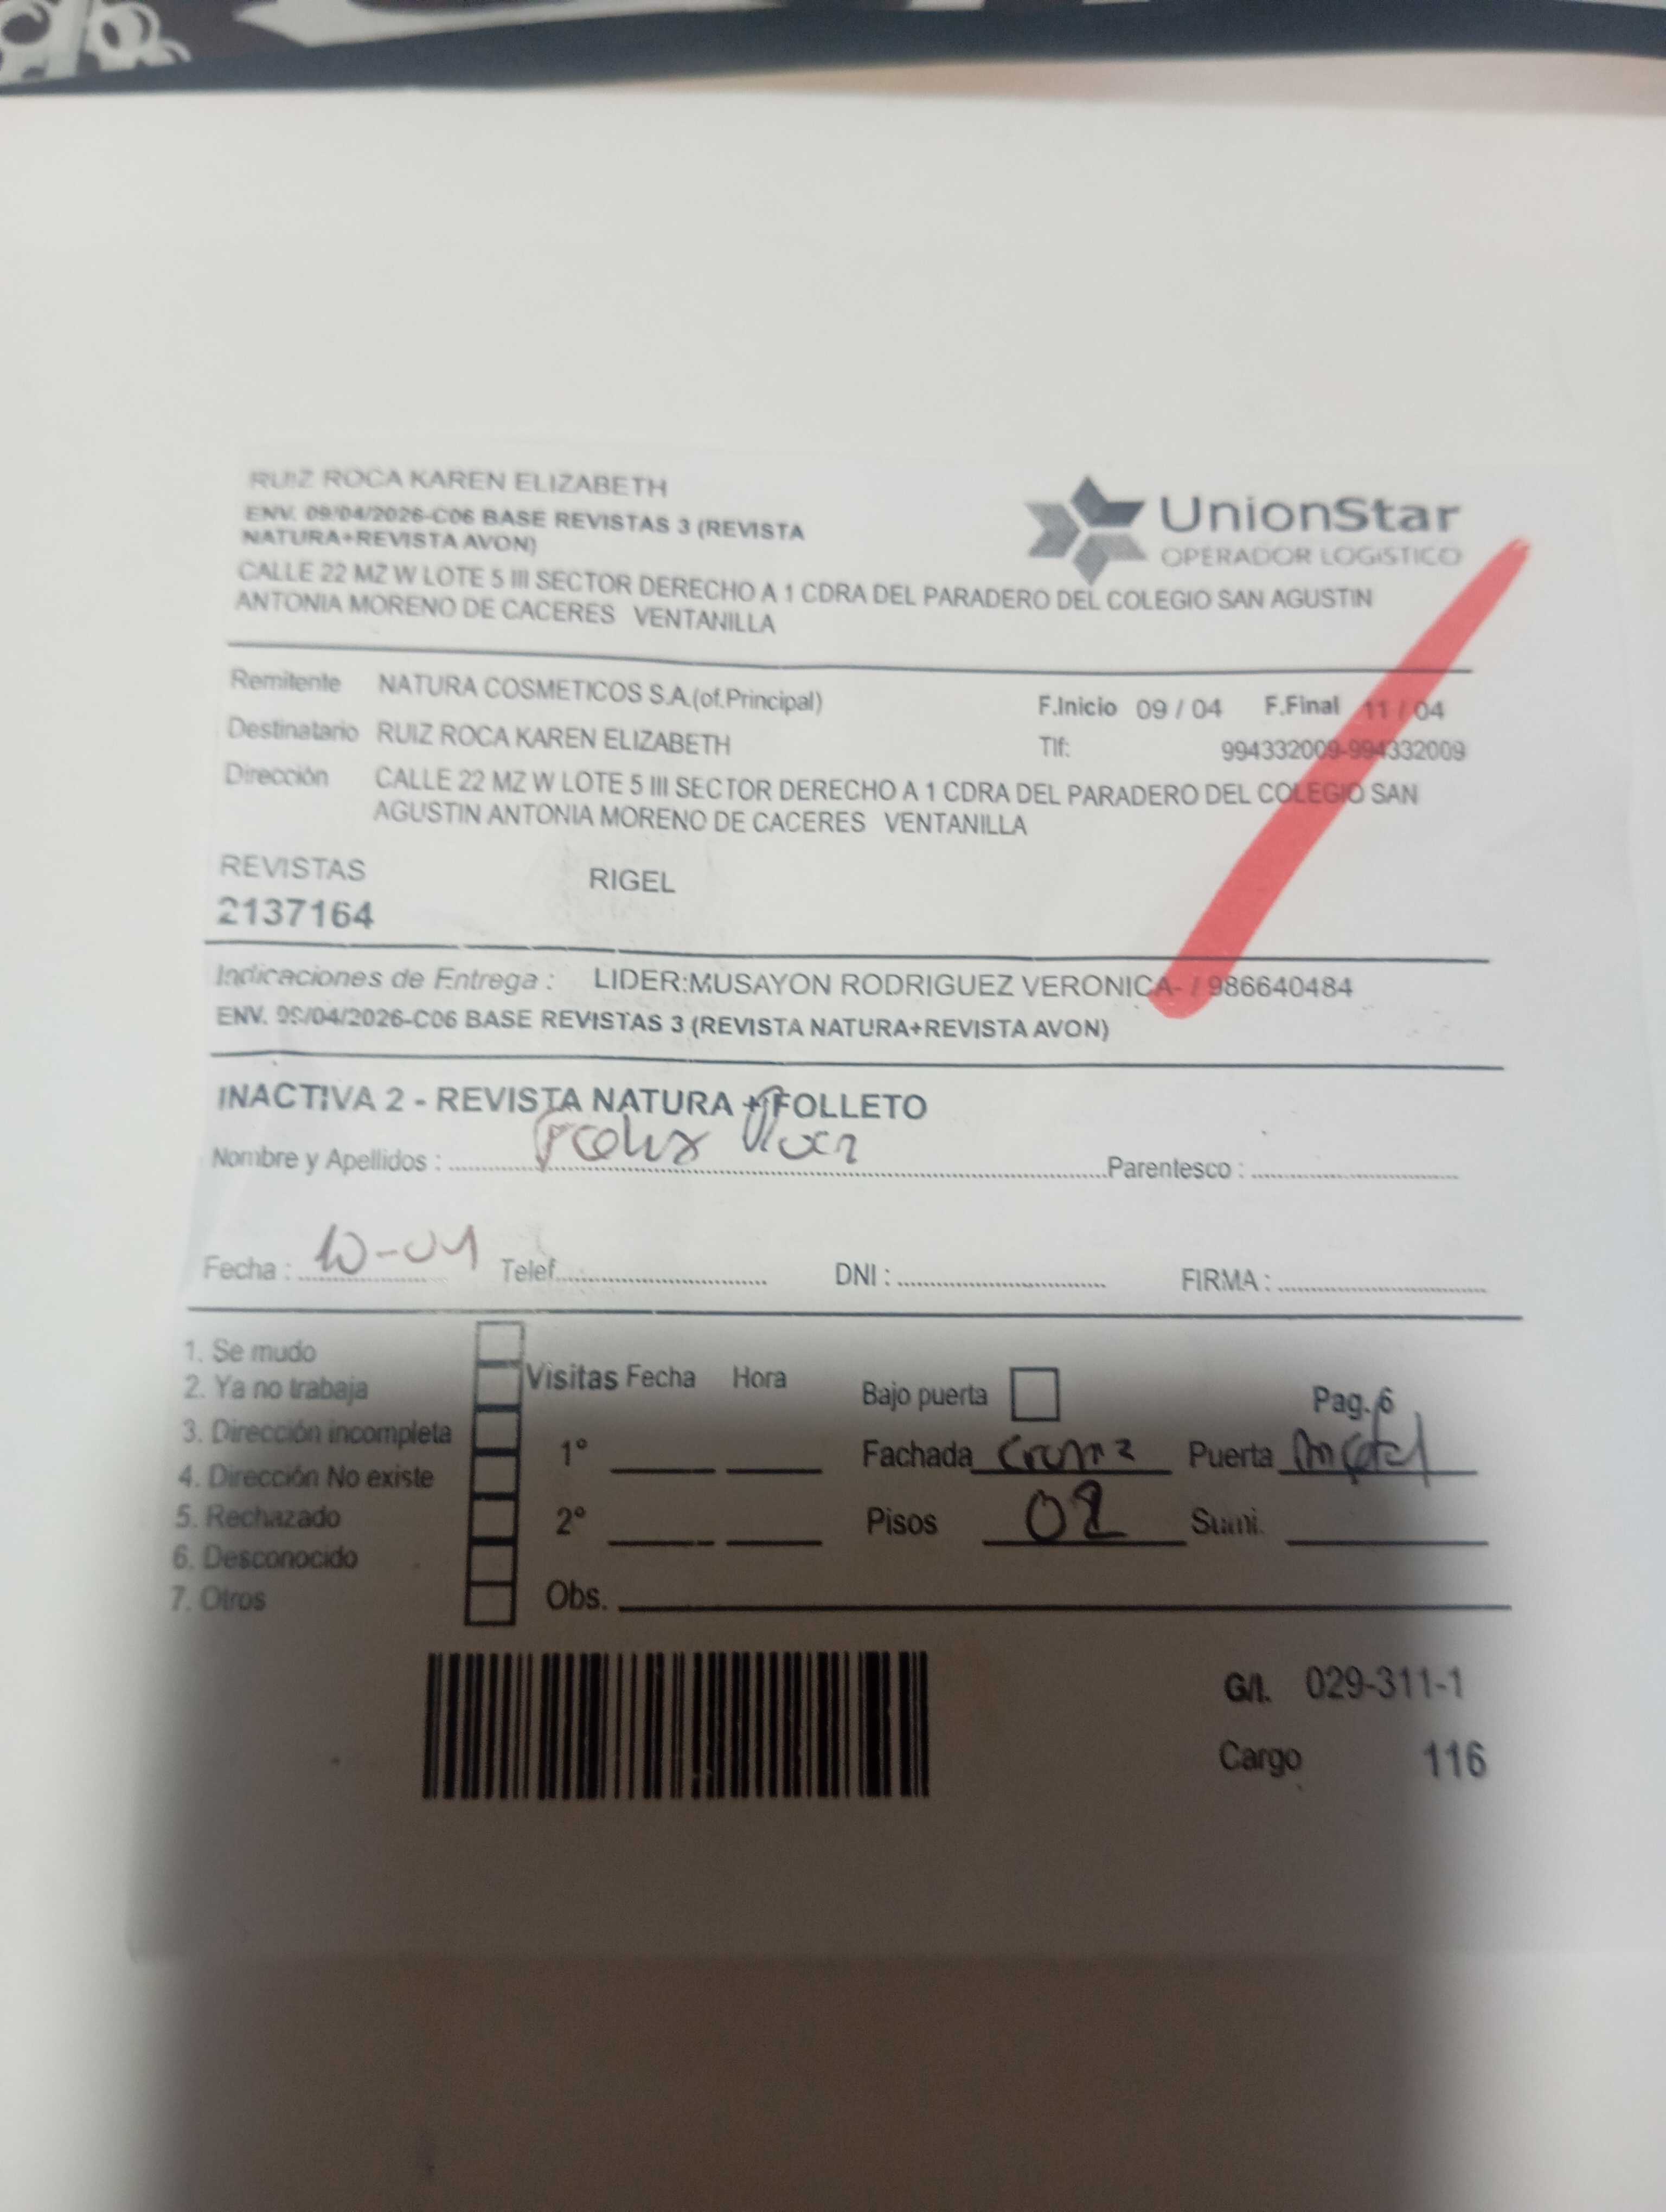 RUIZ ROCA KAREN ELIZABETH
ENV. 09/04/2026-C06 BASE REVISTAS 3 (REVISTA
NATURA+REVISTA AVON)
UnionStar
OPERADOR LOGÍSTICO
CALLE 22 MZ W LOTE 5 III SECTOR DERECHO A 1 CDRA DEL PARADERO DEL COLEGIO SAN AGUSTIN
ANTONIA MORENO DE CACERES VENTANILLA
Remitente NATURA COSMETICOS S.A.(of.Principal) F.Inicio 09 / 04 F.Final 11 / 04
Destinatario RUIZ ROCA KAREN ELIZABETH Tlf: 994332009-994332009
Dirección CALLE 22 MZ W LOTE 5 III SECTOR DERECHO A 1 CDRA DEL PARADERO DEL COLEGIO SAN
AGUSTIN ANTONIA MORENO DE CACERES VENTANILLA
REVISTAS RIGEL
2137164
Indicaciones de Entrega : LIDER:MUSAYON RODRIGUEZ VERONICA- / 986640484
ENV. 09/04/2026-C06 BASE REVISTAS 3 (REVISTA NATURA+REVISTA AVON)
INACTIVA 2 - REVISTA NATURA + FOLLETO
Nombre y Apellidos : Parentesco :
Fecha : 10-04 Telef. DNI : FIRMA :
1. Se mudo
2. Ya no trabaja
3. Dirección incompleta
4. Dirección No existe
5. Rechazado
6. Desconocido
7. Otros
Visitas Fecha Hora
1°
2°
Obs.
Bajo puerta Pag. 6
Fachada Crema Puerta Metal
Pisos 02 Sumi.
G/I. 029-311-1
Cargo 116